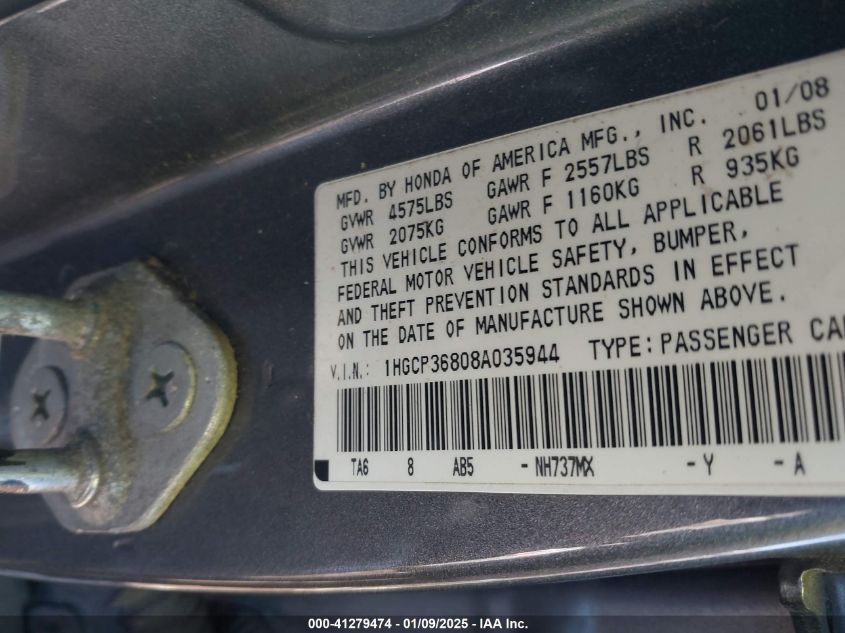 MFD. BY HONDA OF AMERICA MFG., INC. 01/08
GVWR 4575LBS GAWR F 2557LBS R 2061LBS
GVWR 2075KG GAWR F 1160KG R 935KG
THIS VEHICLE CONFORMS TO ALL APPLICABLE
FEDERAL MOTOR VEHICLE SAFETY, BUMPER,
AND THEFT PREVENTION STANDARDS IN EFFECT
ON THE DATE OF MANUFACTURE SHOWN ABOVE.
V.I.N.: 1HGCP36808A035944 TYPE:PASSENGER CA
TA6 8 AB5 -NH737MX -Y -A
000-41279474 | 01/09/2025 - IAA Inc.